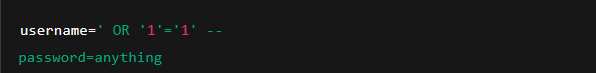 username=' OR '1'='1' --
password=anything